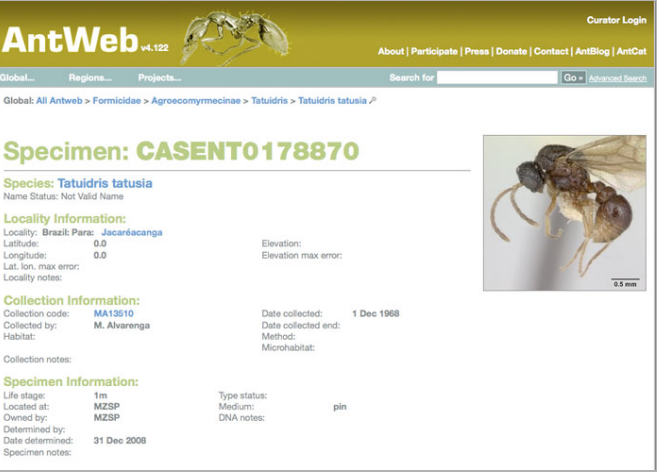 AntWeb v4.122
Curator Login
About | Participate | Press | Donate | Contact | AntBlog | AntCat
Global... Regions... Projects... Search for Go » Advanced Search
Global: All Antweb > Formicidae > Agroecomyrmecinae > Tatuidris > Tatuidris tatusia
Specimen: CASENT0178870
Species: Tatuidris tatusia
Name Status: Not Valid Name
Locality Information:
Locality: Brazil: Para: Jacaréacanga
Latitude: 0.0 Elevation:
Longitude: 0.0 Elevation max error:
Lat. lon. max error:
Locality notes:
0.5 mm
Collection Information:
Collection code: MA13510 Date collected: 1 Dec 1968
Collected by: M. Alvarenga Date collected end:
Habitat: Method:
Microhabitat:
Collection notes:
Specimen Information:
Life stage: 1m Type status:
Located at: MZSP Medium: pin
Owned by: MZSP DNA notes:
Determined by:
Date determined: 31 Dec 2008
Specimen notes: